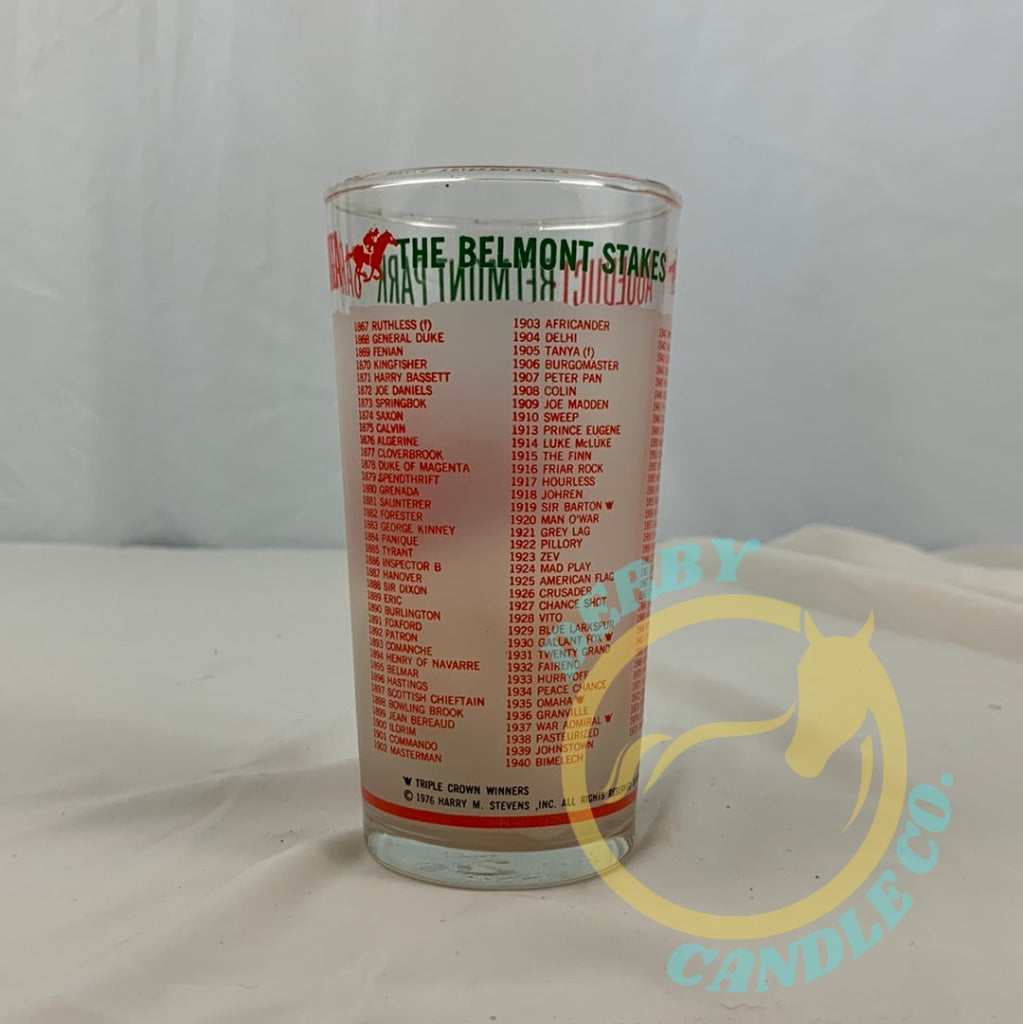 THE BELMONT STAKES
AQUEDUCT BELMONT PARK
1867 RUTHLESS (f)
1868 GENERAL DUKE
1869 FENIAN
1870 KINGFISHER
1871 HARRY BASSETT
1872 JOE DANIELS
1873 SPRINGBOK
1874 SAXON
1875 CALVIN
1876 ALGERINE
1877 CLOVERBROOK
1878 DUKE OF MAGENTA
1879 SPENDTHRIFT
1880 GRENADA
1881 SAUNTERER
1882 FORESTER
1883 GEORGE KINNEY
1884 PANIQUE
1885 TYRANT
1886 INSPECTOR B
1887 HANOVER
1888 SIR DIXON
1889 ERIC
1890 BURLINGTON
1891 FOXFORD
1892 PATRON
1893 COMANCHE
1894 HENRY OF NAVARRE
1895 BELMAR
1896 HASTINGS
1897 SCOTTISH CHIEFTAIN
1898 BOWLING BROOK
1899 JEAN BEREAUD
1900 ILDRIM
1901 COMMANDO
1902 MASTERMAN
1903 AFRICANDER
1904 DELHI
1905 TANYA (f)
1906 BURGOMASTER
1907 PETER PAN
1908 COLIN
1909 JOE MADDEN
1910 SWEEP
1913 PRINCE EUGENE
1914 LUKE McLUKE
1915 THE FINN
1916 FRIAR ROCK
1917 HOURLESS
1918 JOHREN
1919 SIR BARTON
1920 MAN O'WAR
1921 GREY LAG
1922 PILLORY
1923 ZEV
1924 MAD PLAY
1925 AMERICAN FLAG
1926 CRUSADER
1927 CHANCE SHOT
1928 VITO
1929 BLUE LARKSPUR
1930 GALLANT FOX
1931 TWENTY GRAND
1932 FAIRENO
1933 HURRYOFF
1934 PEACE CHANCE
1935 OMAHA
1936 GRANVILLE
1937 WAR ADMIRAL
1938 PASTEURIZED
1939 JOHNSTOWN
1940 BIMELECH
TRIPLE CROWN WINNERS
© 1976 HARRY M. STEVENS ,INC. ALL RIGHTS
DERBY
CANDLE CO.